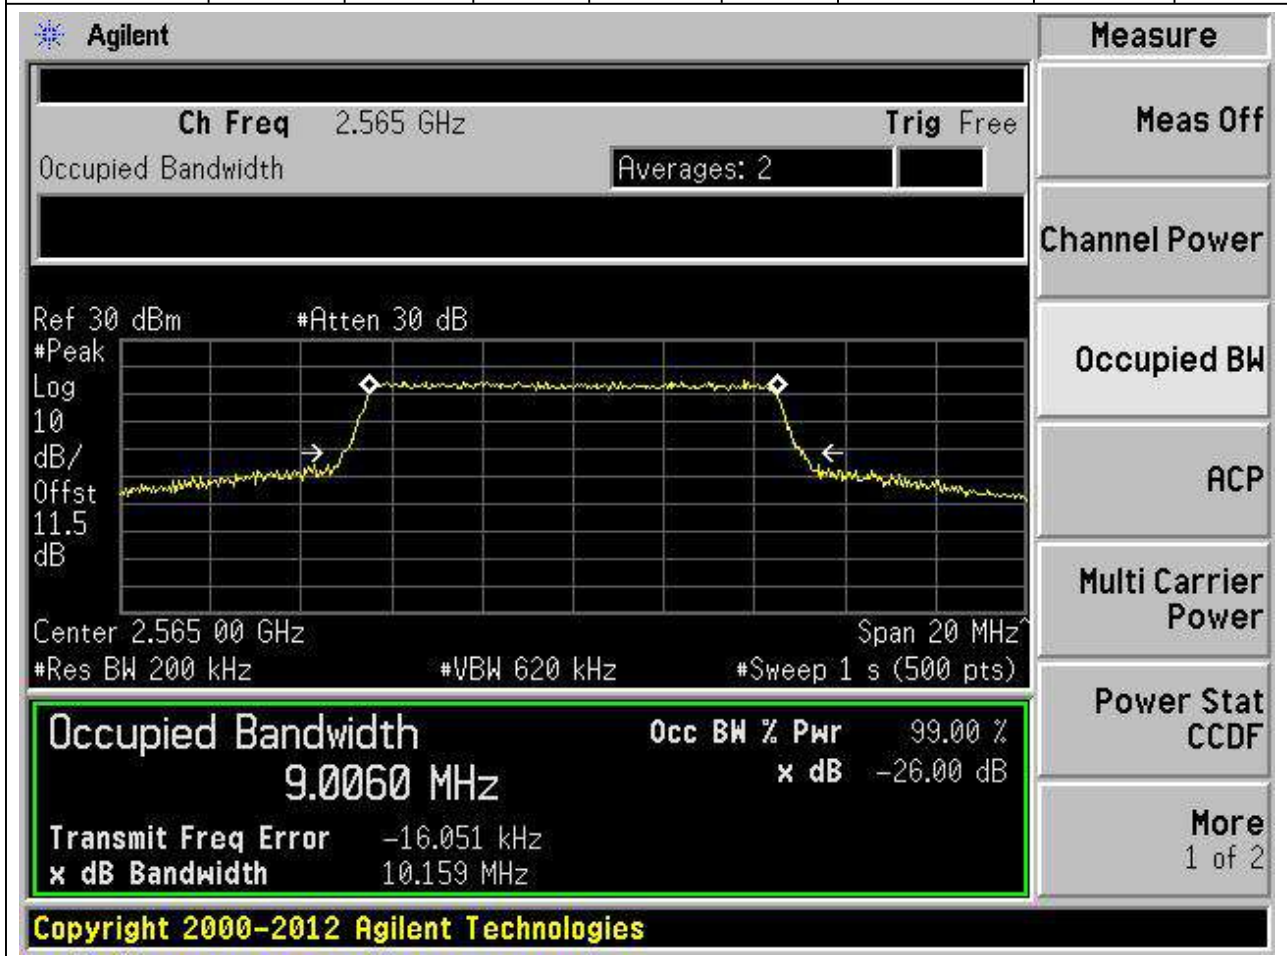 Agilent
Measure
Ch Freq 2.565 GHz Trig Free
Occupied Bandwidth Averages: 2
Ref 30 dBm #Atten 30 dB
#Peak
Log
10
dB/
Offst
11.5
dB
Center 2.565 00 GHz Span 20 MHz^
#Res BW 200 kHz #VBW 620 kHz #Sweep 1 s (500 pts)
Occupied Bandwidth Occ BW % Pwr 99.00 %
9.0060 MHz x dB -26.00 dB
Transmit Freq Error -16.051 kHz
x dB Bandwidth 10.159 MHz
Copyright 2000-2012 Agilent Technologies
Meas Off
Channel Power
Occupied BW
ACP
Multi Carrier
Power
Power Stat
CCDF
More
1 of 2